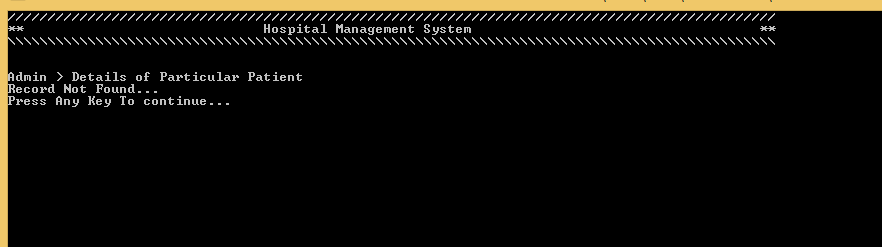 ////////////////////////////////////////////////////////////////////////////////////////////////
** Hospital Management System **
\\\\\\\\\\\\\\\\\\\\\\\\\\\\\\\\\\\\\\\\\\\\\\\\\\\\\\\\\\\\\\\\\\\\\\\\\\\\\\\\\\\\\\\\\\\\\\\\
Admin > Details of Particular Patient
Record Not Found...
Press Any Key To continue...